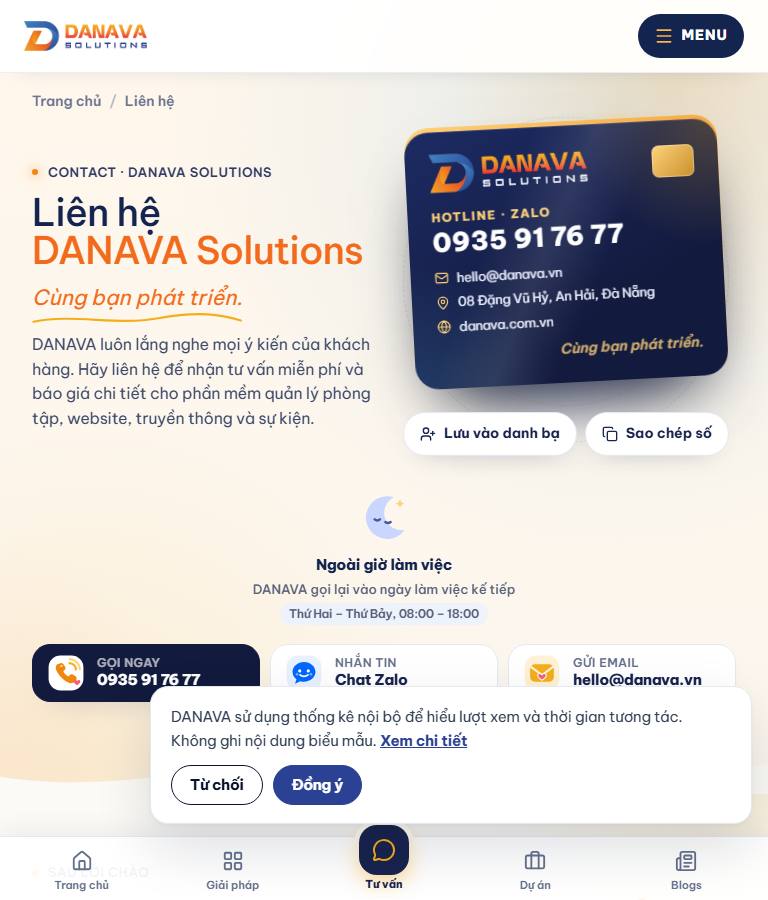 DANAVA
SOLUTIONS
MENU
Trang chủ / Liên hệ
CONTACT · DANAVA SOLUTIONS
Liên hệ
DANAVA Solutions
Cùng bạn phát triển.
DANAVA luôn lắng nghe mọi ý kiến của khách
hàng. Hãy liên hệ để nhận tư vấn miễn phí và
báo giá chi tiết cho phần mềm quản lý phòng
tập, website, truyền thông và sự kiện.
DANAVA
SOLUTIONS
HOTLINE · ZALO
0935 91 76 77
hello@danava.vn
08 Đặng Vũ Hỷ, An Hải, Đà Nẵng
danava.com.vn
Cùng bạn phát triển.
Lưu vào danh bạ
Sao chép số
Ngoài giờ làm việc
DANAVA gọi lại vào ngày làm việc kế tiếp
Thứ Hai – Thứ Bảy, 08:00 – 18:00
GỌI NGAY
0935 91 76 77
NHẮN TIN
Chat Zalo
GỬI EMAIL
hello@danava.vn
DANAVA sử dụng thống kê nội bộ để hiểu lượt xem và thời gian tương tác.
Không ghi nội dung biểu mẫu. Xem chi tiết
Từ chối
Đồng ý
SAU LỜI CHÀO
Trang chủ
Giải pháp
Tư vấn
Dự án
Blogs